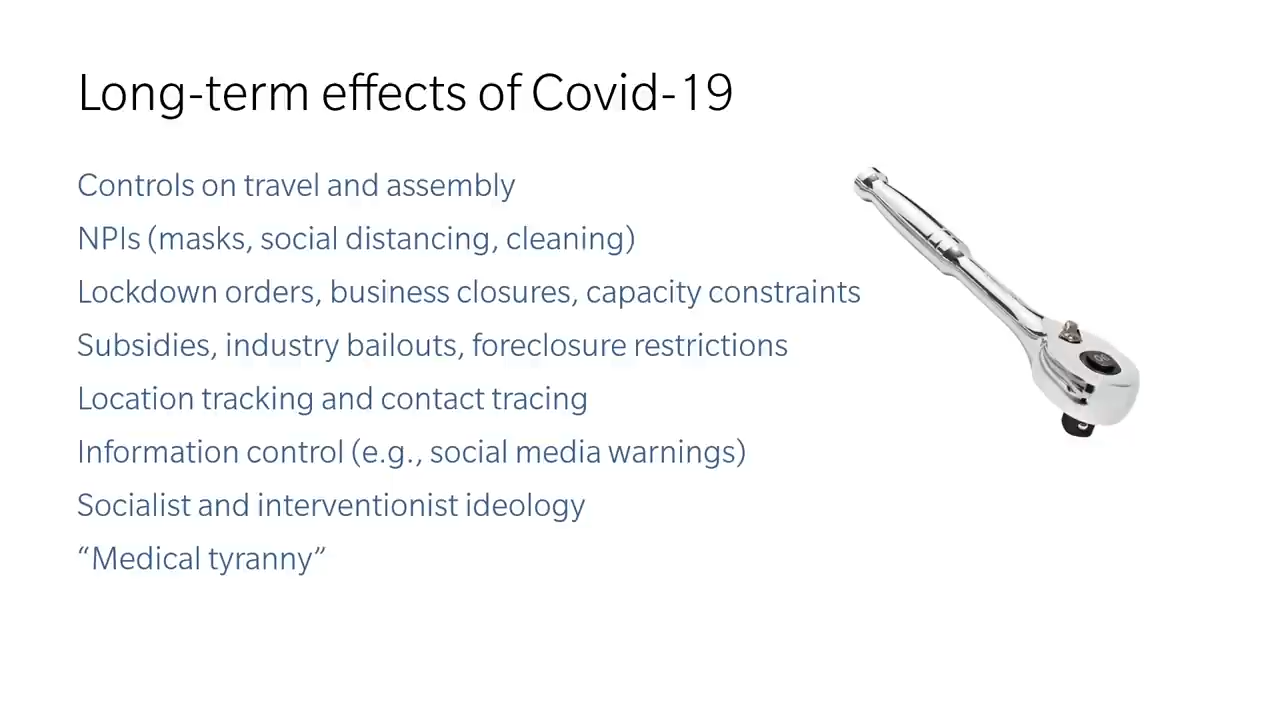 Long-term effects of Covid-19
Controls on travel and assembly
NPIs (masks, social distancing, cleaning)
Lockdown orders, business closures, capacity constraints
Subsidies, industry bailouts, foreclosure restrictions
Location tracking and contact tracing
Information control (e.g., social media warnings)
Socialist and interventionist ideology
“Medical tyranny”